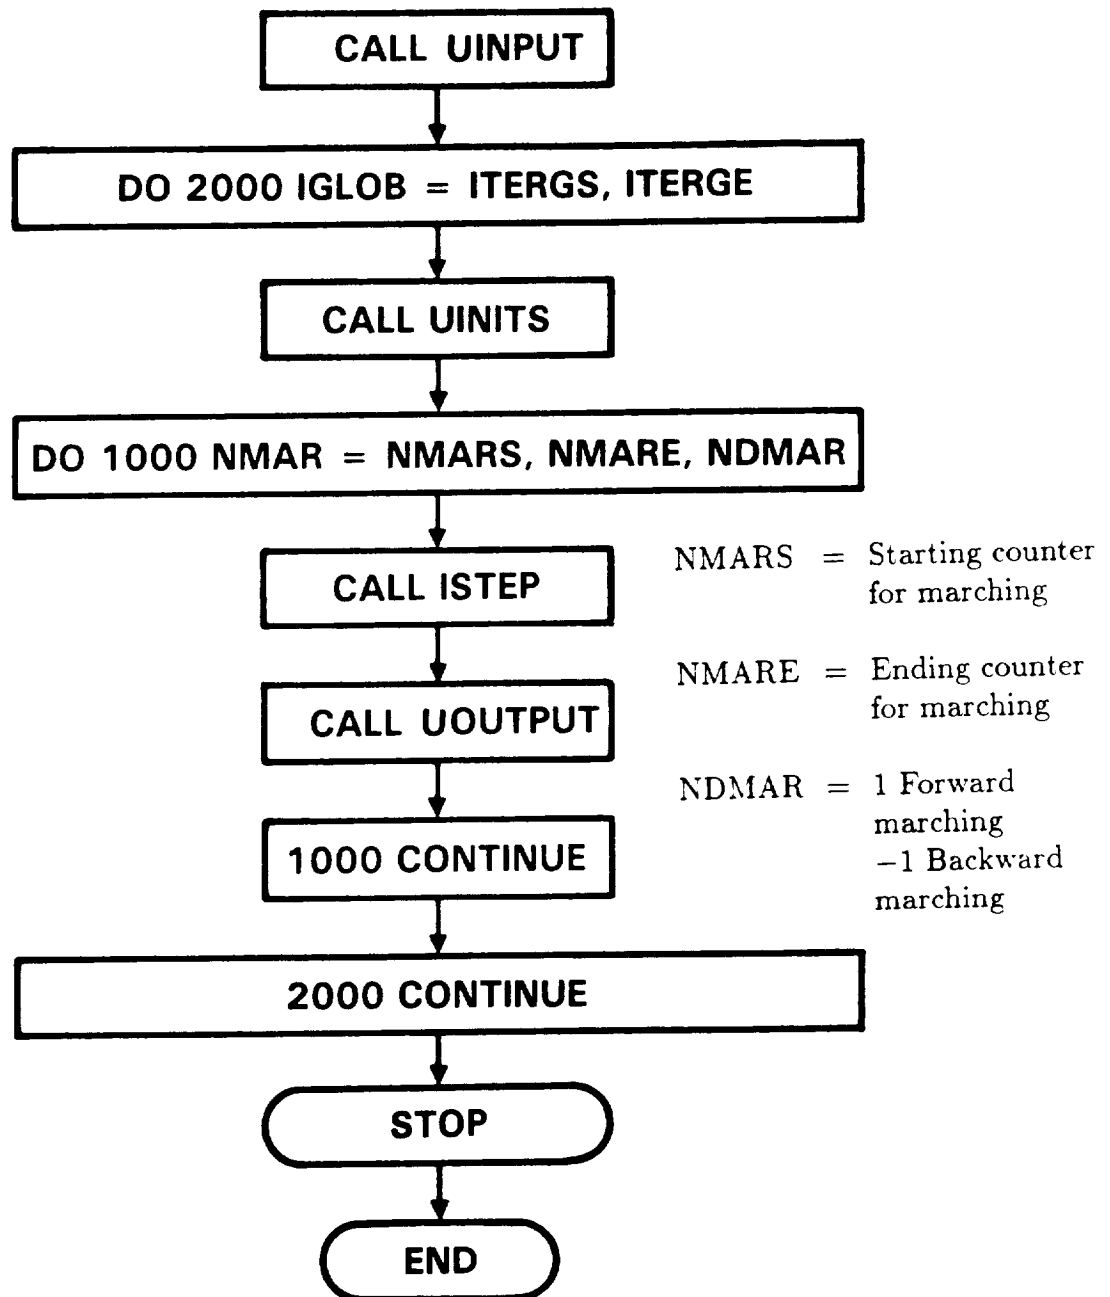 CALL UINPUT
DO 2000 IGLOB = ITERGS, ITERGE
CALL UINITS
DO 1000 NMAR = NMARS, NMARE, NDMAR
CALL ISTEP
CALL UOUTPUT
1000 CONTINUE
2000 CONTINUE
STOP
END
NMARS = Starting counter
for marching
NMARE = Ending counter
for marching
NDMAR = 1 Forward
marching
−1 Backward
marching